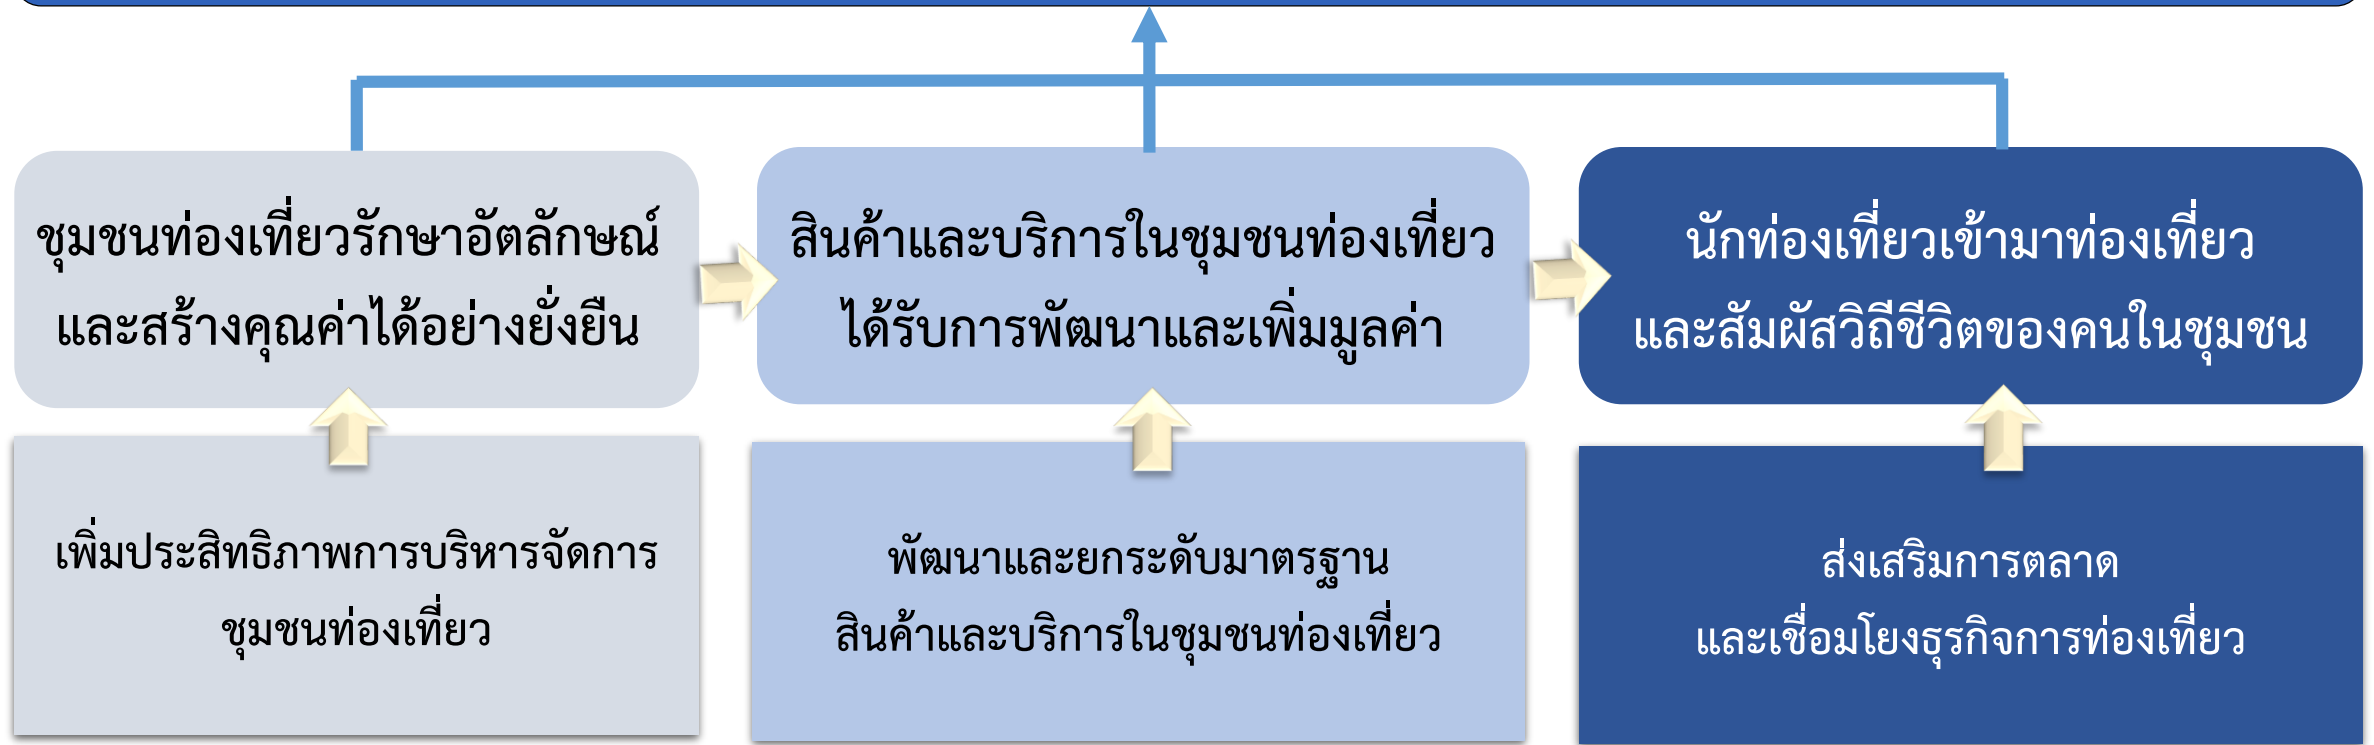 ชุมชนท่องเที่ยวรักษาอัตลักษณ์
และสร้างคุณค่าได้อย่างยั่งยืน
สินค้าและบริการในชุมชนท่องเที่ยว
ได้รับการพัฒนาและเพิ่มมูลค่า
นักท่องเที่ยวเข้ามาท่องเที่ยว
และสัมผัสวิถีชีวิตของคนในชุมชน
เพิ่มประสิทธิภาพการบริหารจัดการ
ชุมชนท่องเที่ยว
พัฒนาและยกระดับมาตรฐาน
สินค้าและบริการในชุมชนท่องเที่ยว
ส่งเสริมการตลาด
และเชื่อมโยงธุรกิจการท่องเที่ยว